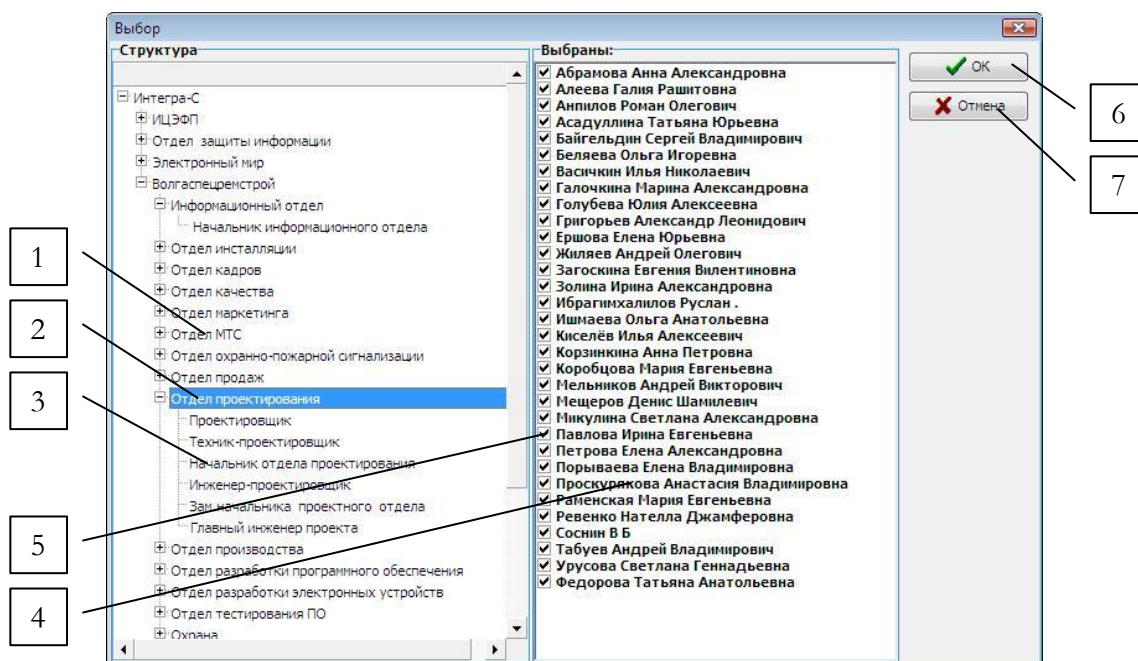 Выбор
Структура
Интегра-С
ИЦЭФП
Отдел защиты информации
Электронный мир
Волгаспецремстрой
Информационный отдел
Начальник информационного отдела
Отдел инсталляции
Отдел кадров
Отдел качества
Отдел маркетинга
Отдел МТС
Отдел охранно-пожарной сигнализации
Отдел продаж
Отдел проектирования
Проектировщик
Техник-проектировщик
Начальник отдела проектирования
Инженер-проектировщик
Зам.начальника проектного отдела
Главный инженер проекта
Отдел производства
Отдел разработки программного обеспечения
Отдел разработки электронных устройств
Отдел тестирования ПО
Охрана
Выбраны:
Абрамова Анна Александровна
Алеева Галия Рашитовна
Анпилов Роман Олегович
Асадуллина Татьяна Юрьевна
Байгельдин Сергей Владимирович
Беляева Ольга Игоревна
Васичкин Илья Николаевич
Галочкина Марина Александровна
Голубева Юлия Алексеевна
Григорьев Александр Леонидович
Ершова Елена Юрьевна
Жиляев Андрей Олегович
Загоскина Евгения Вилентиновна
Золина Ирина Александровна
Ибрагимхалилов Руслан .
Ишмаева Ольга Анатольевна
Киселёв Илья Алексеевич
Корзинкина Анна Петровна
Коробцова Мария Евгеньевна
Мельников Андрей Викторович
Мещеров Денис Шамилевич
Микулина Светлана Александровна
Павлова Ирина Евгеньевна
Петрова Елена Александровна
Порываева Елена Владимировна
Проскурякова Анастасия Владимировна
Раменская Мария Евгеньевна
Ревенко Нателла Джамферовна
Соснин В Б
Табуев Андрей Владимирович
Урусова Светлана Геннадьевна
Федорова Татьяна Анатольевна
OK
Отмена
1
2
3
5
4
6
7